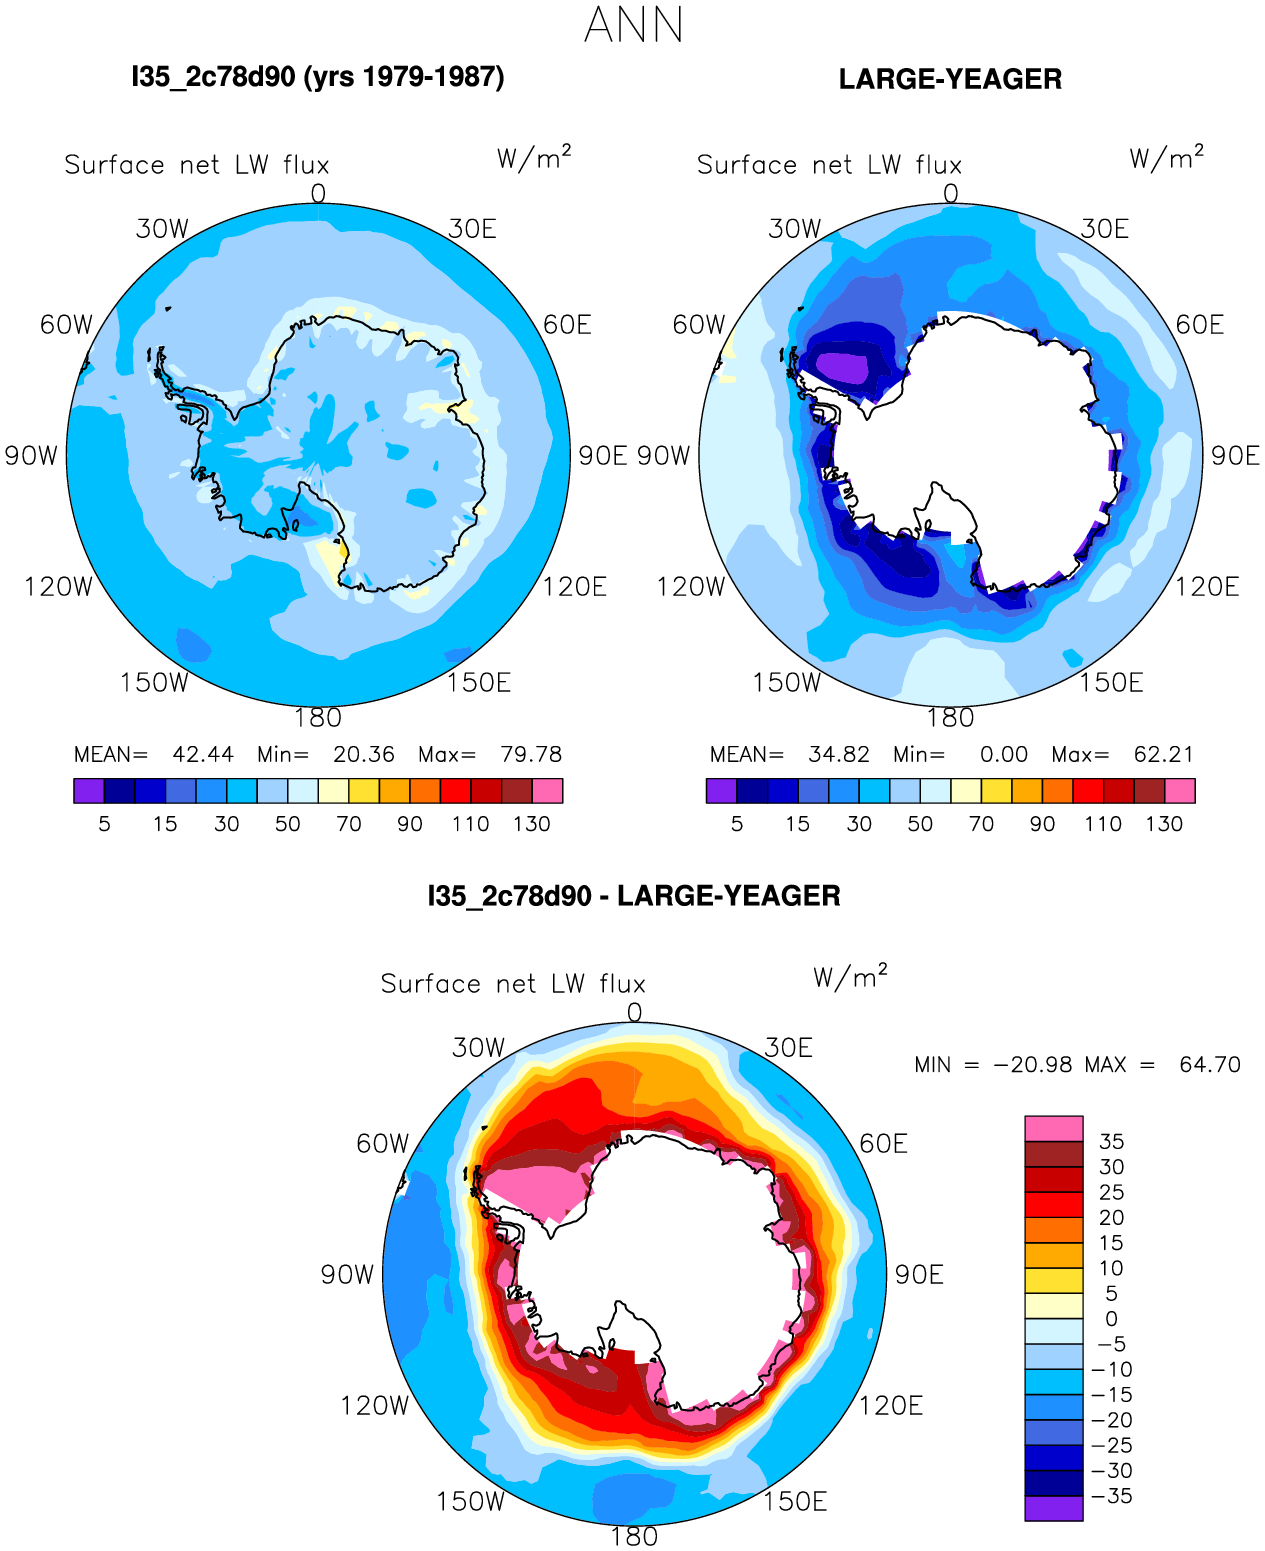 ANN
I35_2c78d90 (yrs 1979-1987)
LARGE-YEAGER
Surface net LW flux
W/m²
0
30W
30E
60W
60E
90W
90E
120W
120E
150W
150E
180
MEAN= 42.44 Min= 20.36 Max= 79.78
5 15 30 50 70 90 110 130
Surface net LW flux
W/m²
0
30W
30E
60W
60E
90W
90E
120W
120E
150W
150E
180
MEAN= 34.82 Min= 0.00 Max= 62.21
5 15 30 50 70 90 110 130
I35_2c78d90 - LARGE-YEAGER
Surface net LW flux
W/m²
0
30W
30E
60W
60E
90W
90E
120W
120E
150W
150E
180
MIN = −20.98 MAX = 64.70
35
30
25
20
15
10
5
0
−5
−10
−15
−20
−25
−30
−35